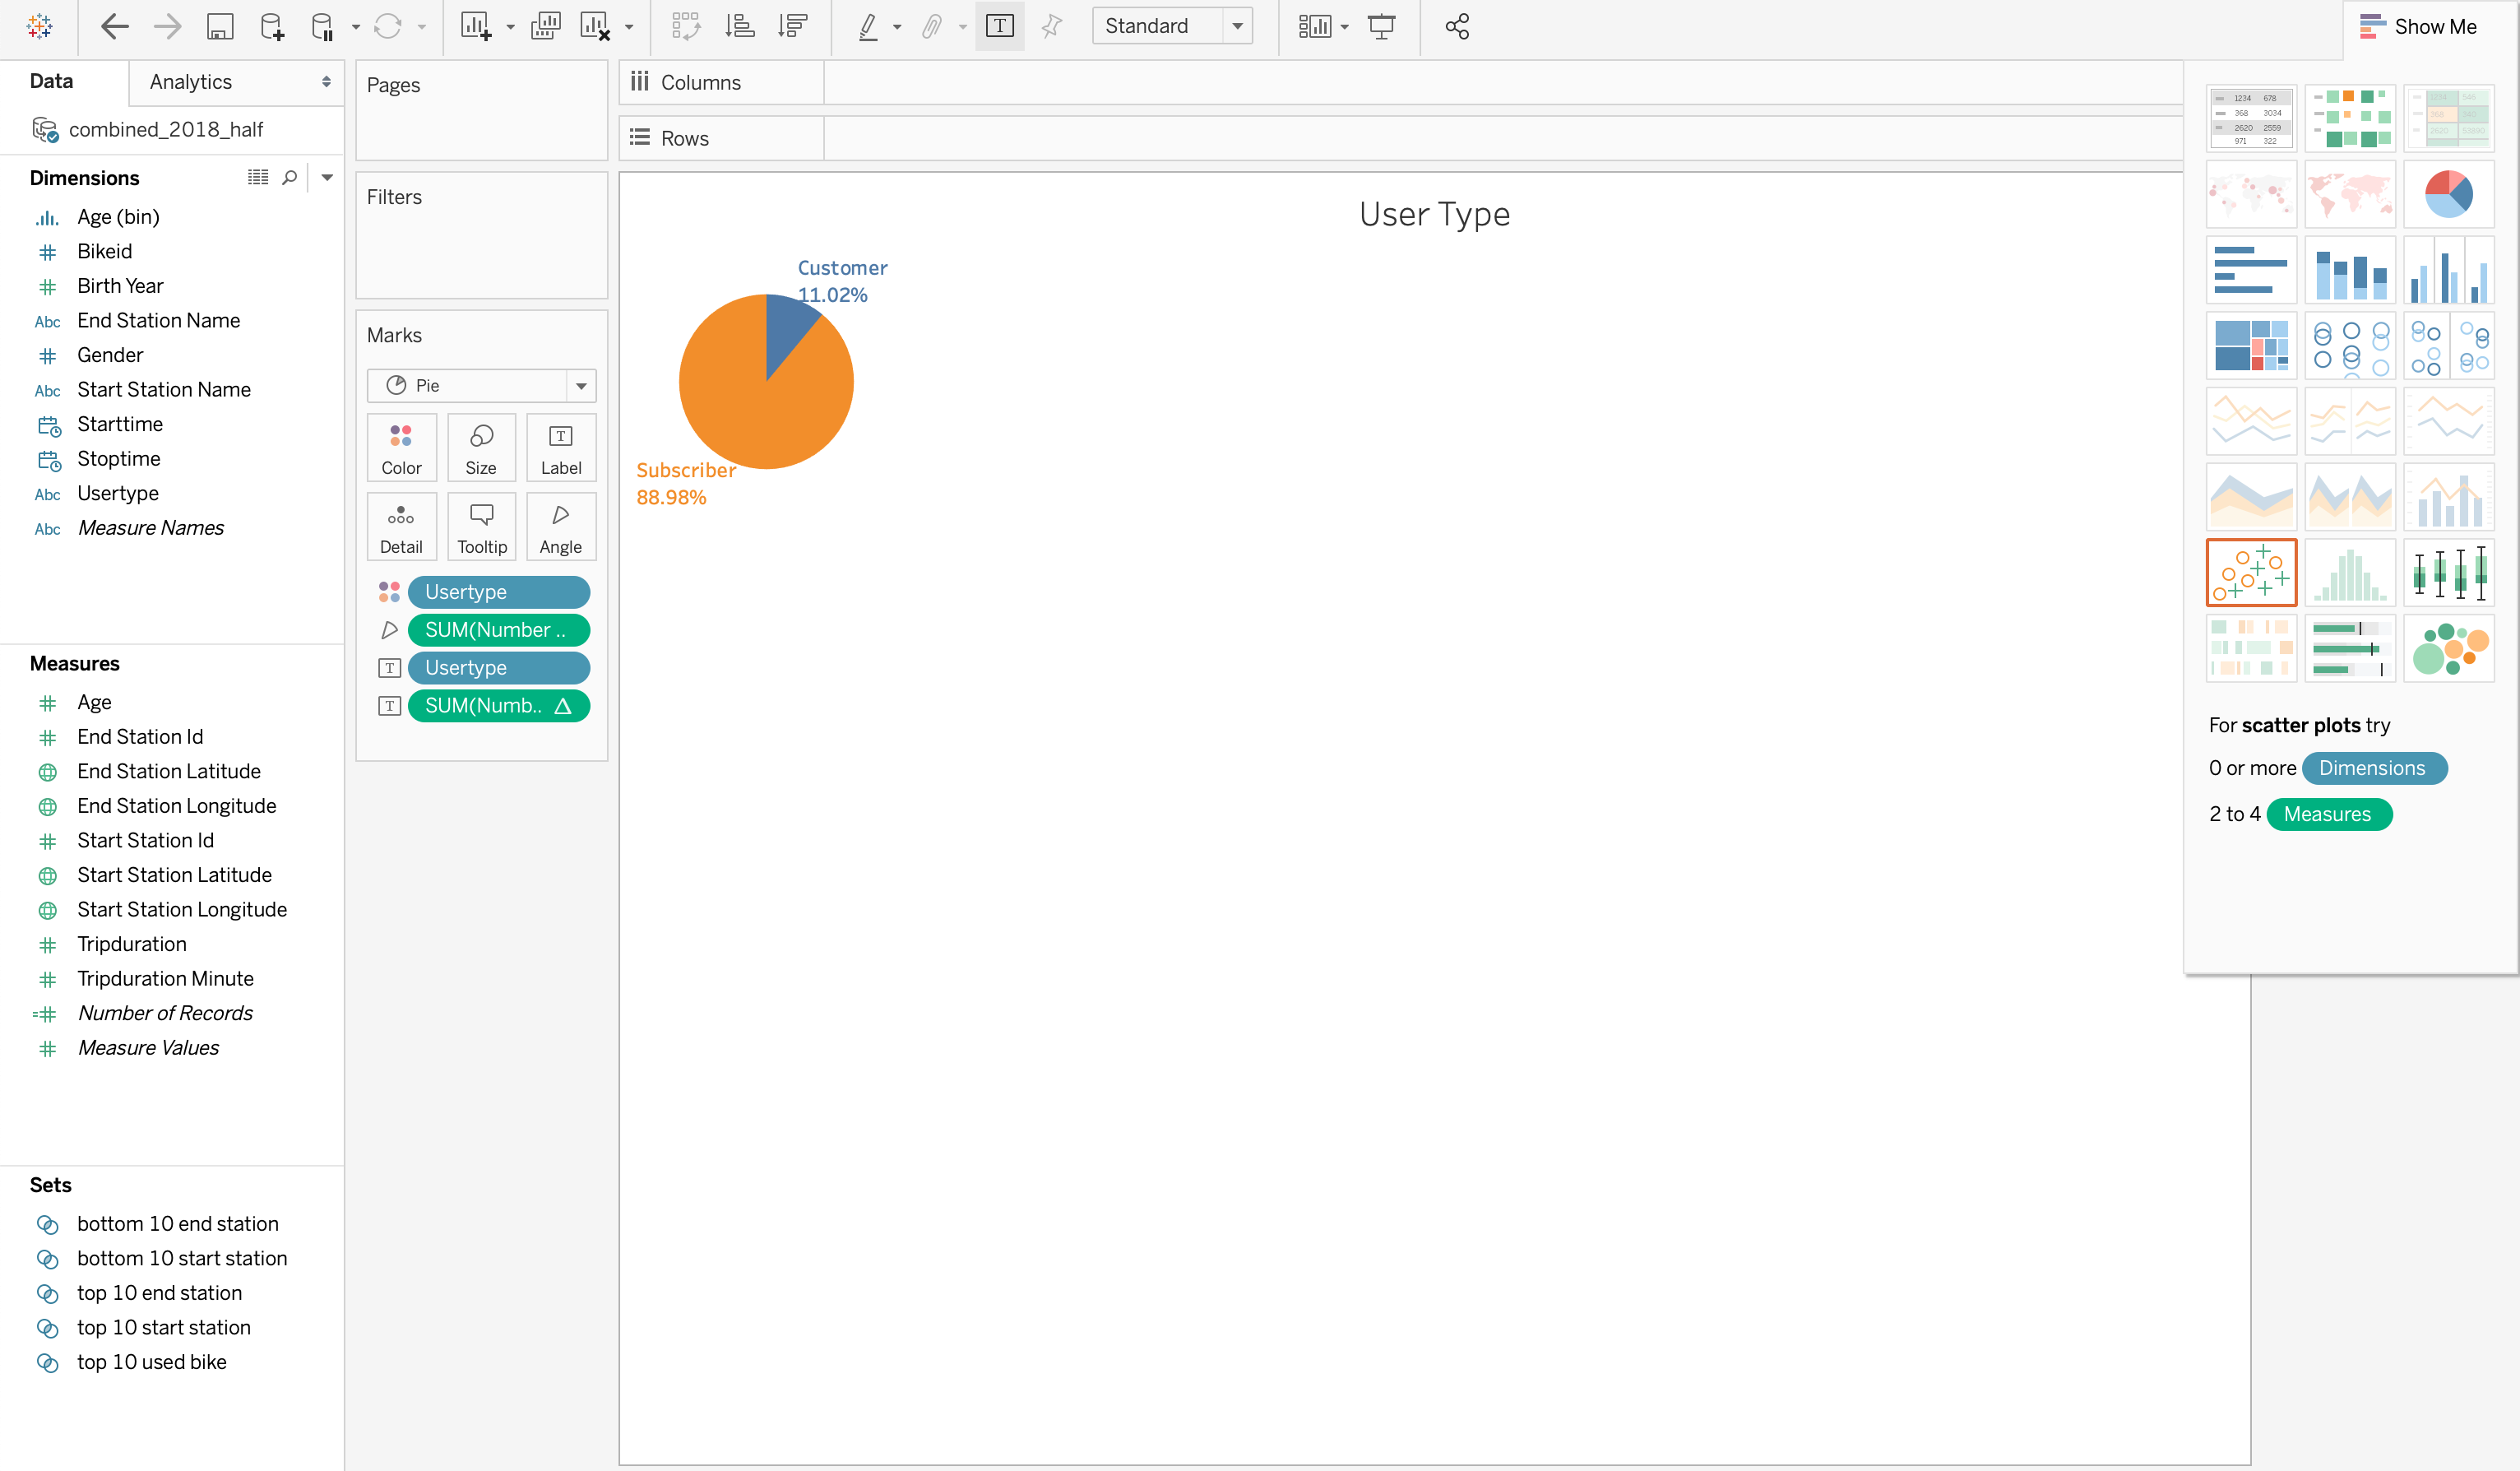 Standard
Show Me
Data
Analytics
combined_2018_half
Dimensions
Age (bin)
Bikeid
Birth Year
End Station Name
Gender
Start Station Name
Starttime
Stoptime
Usertype
Measure Names
Abc
Abc
Abc
Abc
Measures
Age
End Station Id
End Station Latitude
End Station Longitude
Start Station Id
Start Station Latitude
Start Station Longitude
Tripduration
Tripduration Minute
Number of Records
Measure Values
Sets
bottom 10 end station
bottom 10 start station
top 10 end station
top 10 start station
top 10 used bike
Pages
Filters
Marks
Pie
Color Size Label
Detail Tooltip Angle
Usertype
SUM(Number ..
Usertype
SUM(Numb..
Columns
Rows
User Type
Customer
11.02%
Subscriber
88.98%
1234 678
368 3034
2620 2559
971 322
For scatter plots try
0 or more Dimensions
2 to 4 Measures